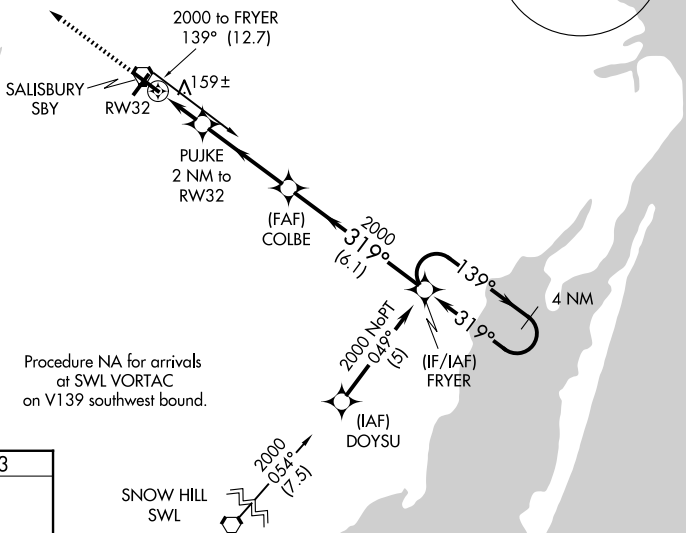 2000 to FRYER
139° (12.7)
159±
SALISBURY
SBY
RW32
PUJKE
2 NM to
RW32
(FAF)
COLBE
2000
319°
(6.1)
139°
4 NM
319°
2000 NoPT
049°
(5)
(IF/IAF)
FRYER
Procedure NA for arrivals
at SWL VORTAC
on V139 southwest bound.
(IAF)
DOYSU
2000
054°
(7.5)
3
SNOW HILL
SWL